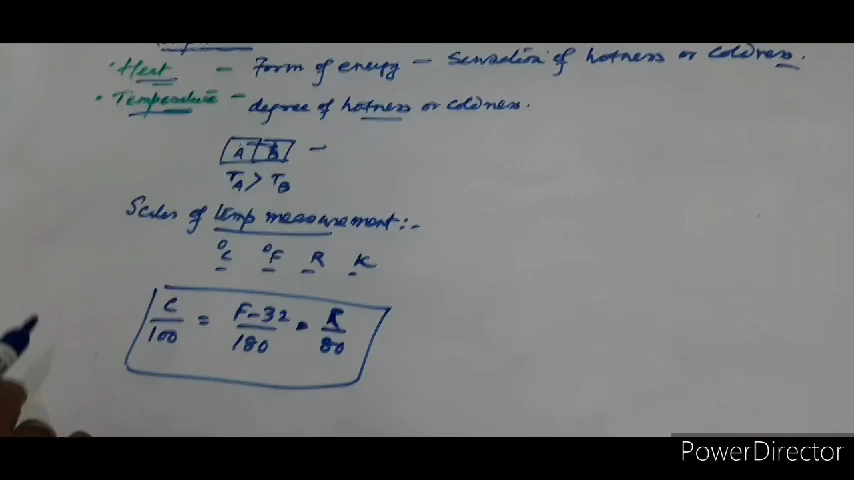 • Heat - Form of energy - Sensation of hotness or coldness.
• Temperature - degree of hotness or coldness.
A B -
TA > TB
Scales of temp measurement :-
°C °F R K
C/100 = F-32/180 = R/80
PowerDirector